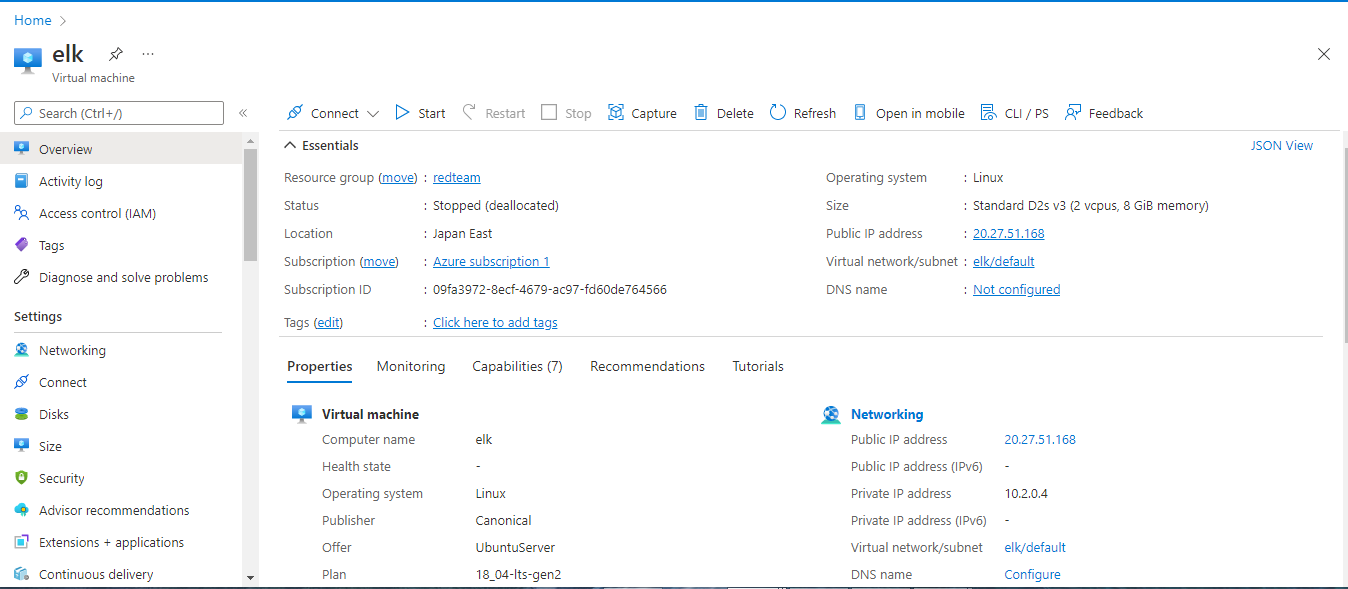 Home
elk
Virtual machine
Search (Ctrl+/)
Overview
Activity log
Access control (IAM)
Tags
Diagnose and solve problems
Settings
Networking
Connect
Disks
Size
Security
Advisor recommendations
Extensions + applications
Continuous delivery
Connect Start Restart Stop Capture Delete Refresh Open in mobile CLI / PS Feedback
Essentials JSON View
Resource group (move) : redteam
Status : Stopped (deallocated)
Location : Japan East
Subscription (move) : Azure subscription 1
Subscription ID : 09fa3972-8ecf-4679-ac97-fd60de764566
Tags (edit) : Click here to add tags
Operating system : Linux
Size : Standard D2s v3 (2 vcpus, 8 GiB memory)
Public IP address : 20.27.51.168
Virtual network/subnet : elk/default
DNS name : Not configured
Properties Monitoring Capabilities (7) Recommendations Tutorials
Virtual machine
Computer name elk
Health state -
Operating system Linux
Publisher Canonical
Offer UbuntuServer
Plan 18_04-lts-gen2
Networking
Public IP address 20.27.51.168
Public IP address (IPv6) -
Private IP address 10.2.0.4
Private IP address (IPv6) -
Virtual network/subnet elk/default
DNS name Configure